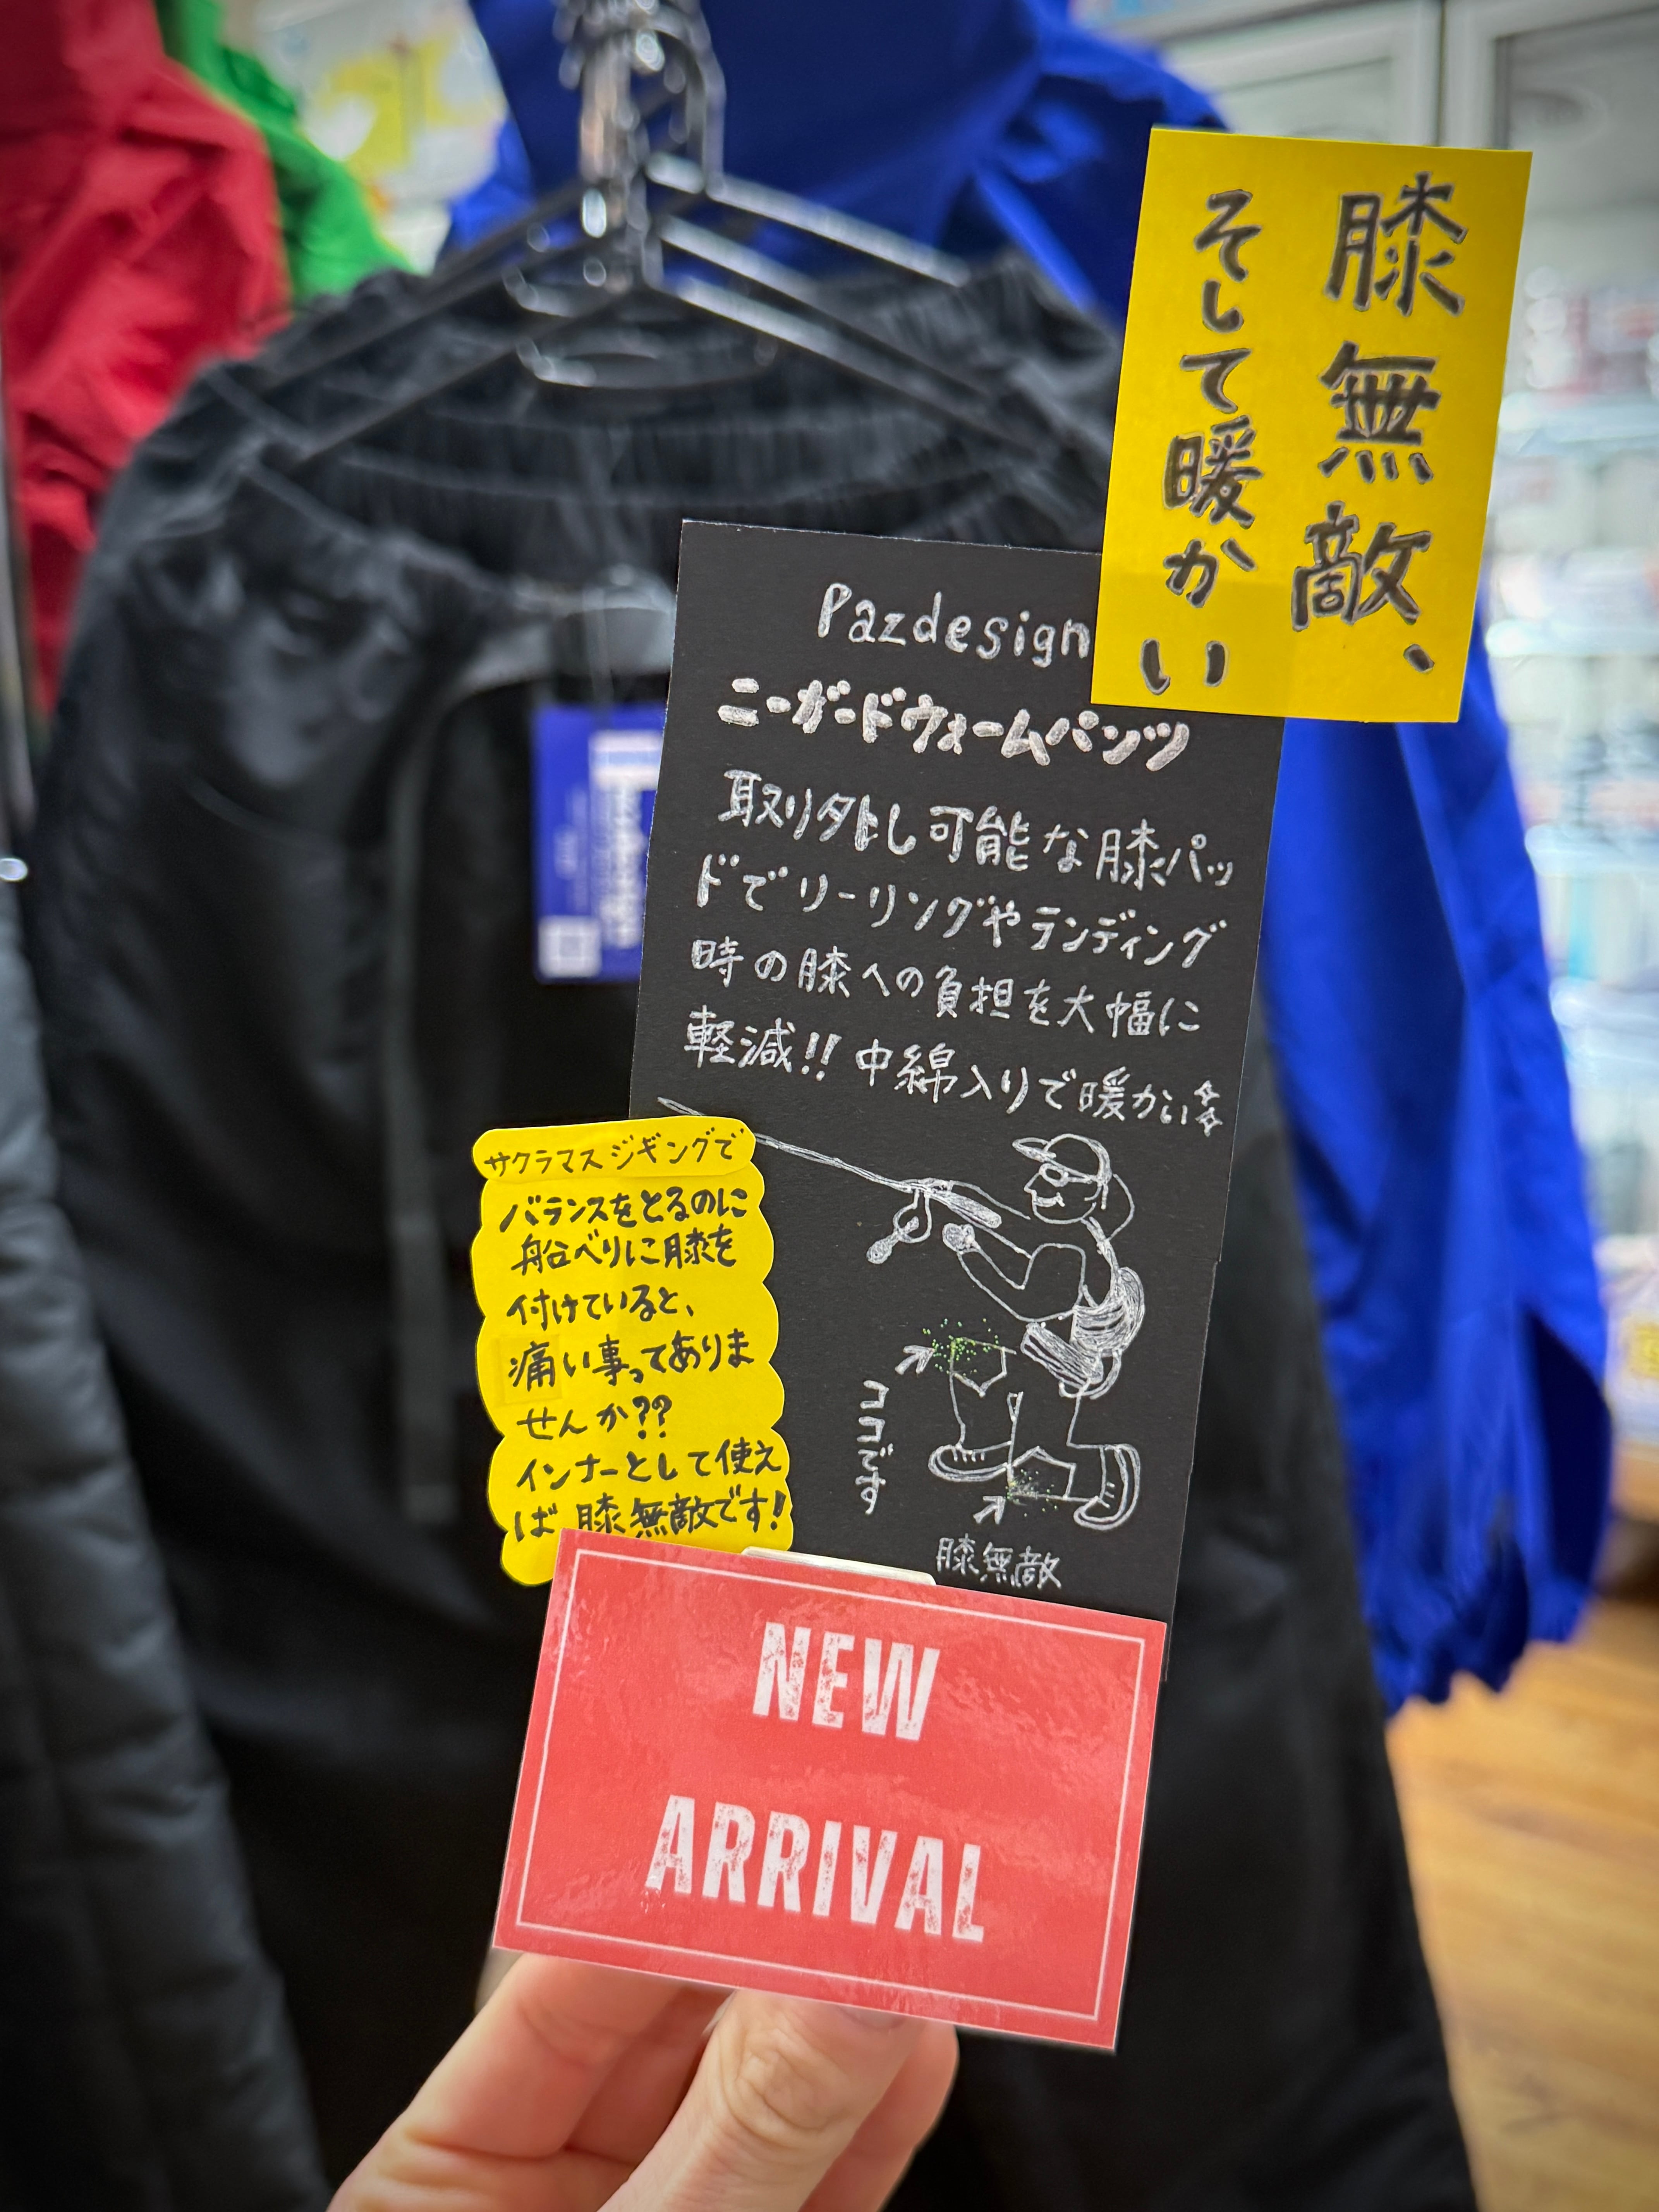 膝無敵、
そして暖かい
Pazdesign
ニーガードウォームパンツ
取り外し可能な膝パッ
ドでリーリングやランディング
時の膝への負担を大幅に
軽減!! 中綿入りで暖かい
サクラマスジギングで
バランスをとるのに
船べりに膝を
付けていると、
痛い事ってありま
せんか??
インナーとして使え
ば膝無敵です!
ココです
膝無敵
NEW
ARRIVAL